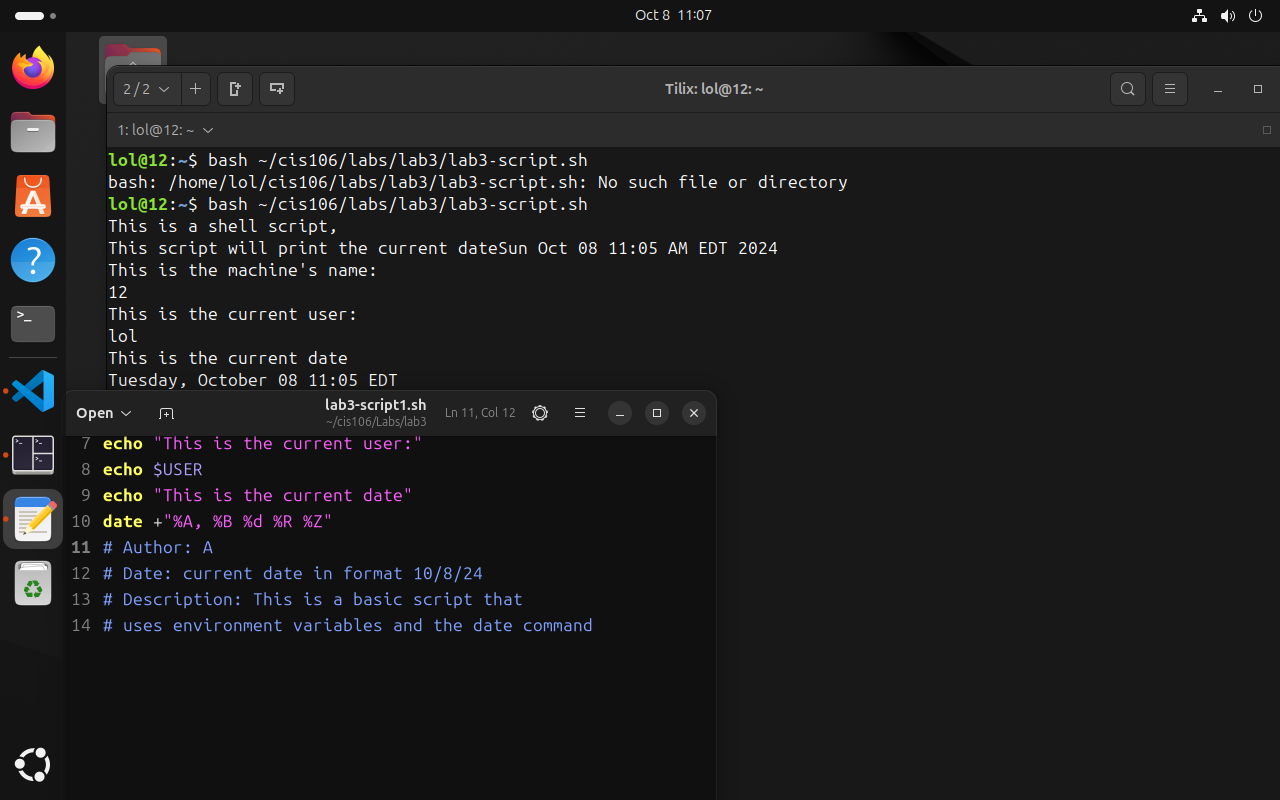 Oct 8 11:07
2 / 2
Tilix: lol@12: ~
1: lol@12: ~
lol@12:~$ bash ~/cis106/labs/lab3/lab3-script.sh
bash: /home/lol/cis106/labs/lab3/lab3-script.sh: No such file or directory
lol@12:~$ bash ~/cis106/labs/lab3/lab3-script.sh
This is a shell script,
This script will print the current dateSun Oct 08 11:05 AM EDT 2024
This is the machine's name:
12
This is the current user:
lol
This is the current date
Tuesday, October 08 11:05 EDT
Open
lab3-script1.sh
~/cis106/Labs/lab3
Ln 11, Col 12
7 echo "This is the current user:"
8 echo $USER
9 echo "This is the current date"
10 date +"%A, %B %d %R %Z"
11 # Author: A
12 # Date: current date in format 10/8/24
13 # Description: This is a basic script that
14 # uses environment variables and the date command